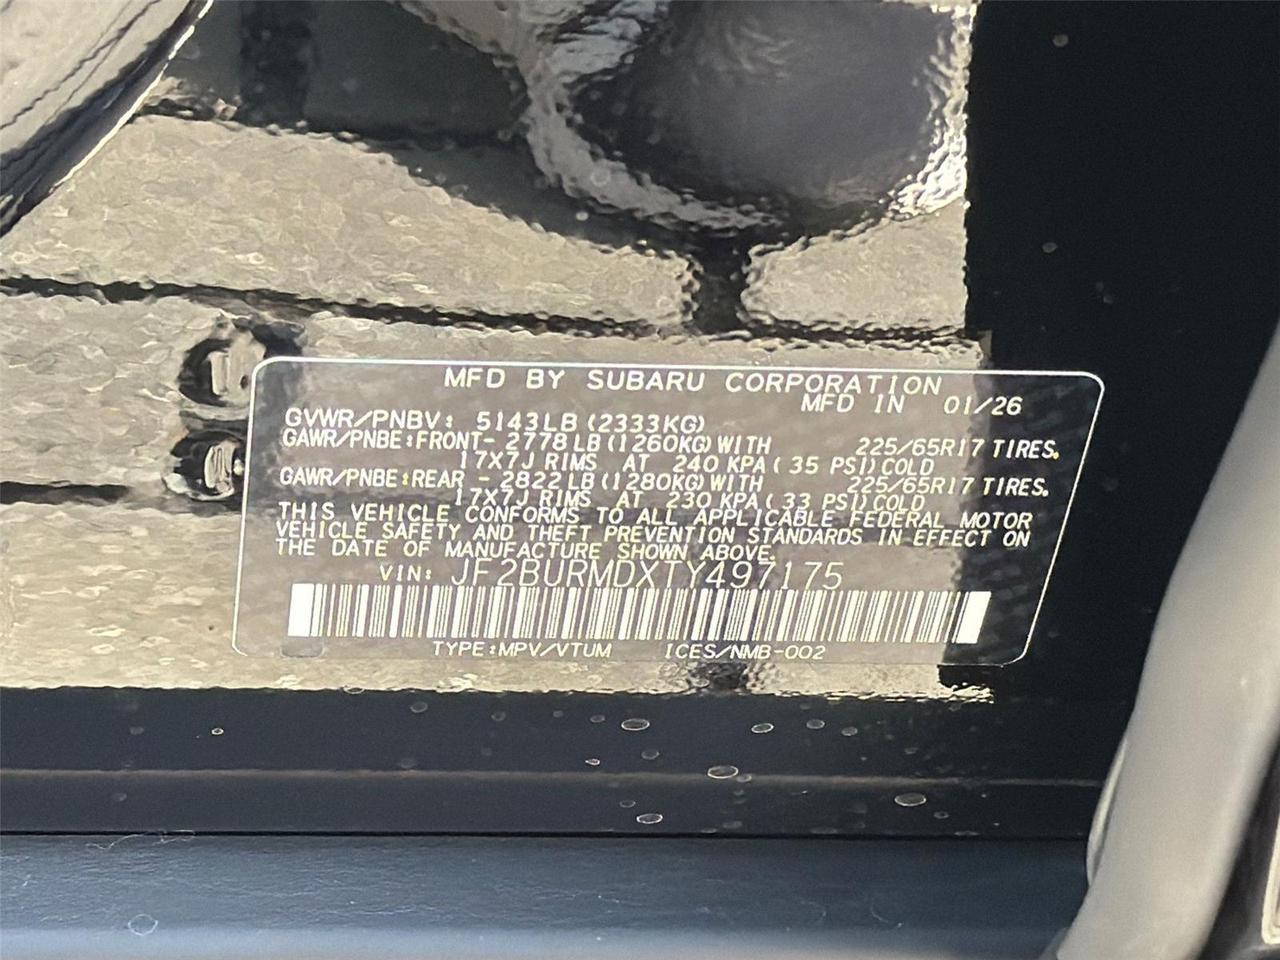 MFD BY SUBARU CORPORATION
MFD IN 01/26
GVWR/PNBV: 5143LB (2333KG)
GAWR/PNBE:FRONT- 2778LB (1260KG) WITH 225/65R17 TIRES.
17X7J RIMS AT 240 KPA ( 35 PSI) COLD
GAWR/PNBE:REAR - 2822LB (1280KG) WITH 225/65R17 TIRES.
17X7J RIMS AT 230 KPA ( 33 PSI) COLD
THIS VEHICLE CONFORMS TO ALL APPLICABLE FEDERAL MOTOR
VEHICLE SAFETY AND THEFT PREVENTION STANDARDS IN EFFECT ON
THE DATE OF MANUFACTURE SHOWN ABOVE.
VIN: JF2BURMDXTY497175
TYPE:MPV/VTUM ICES/NMB-002